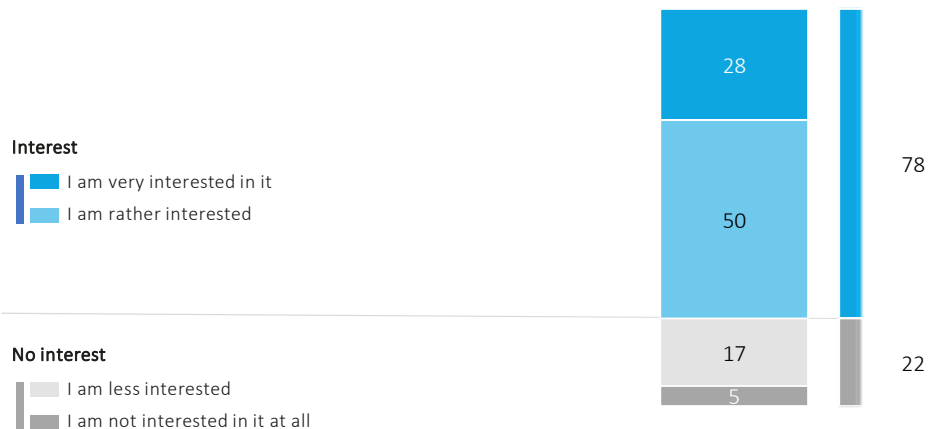 28
Interest
78
I am very interested in it
I am rather interested
50
No interest
17
22
I am less interested
5
I am not interested in it at all